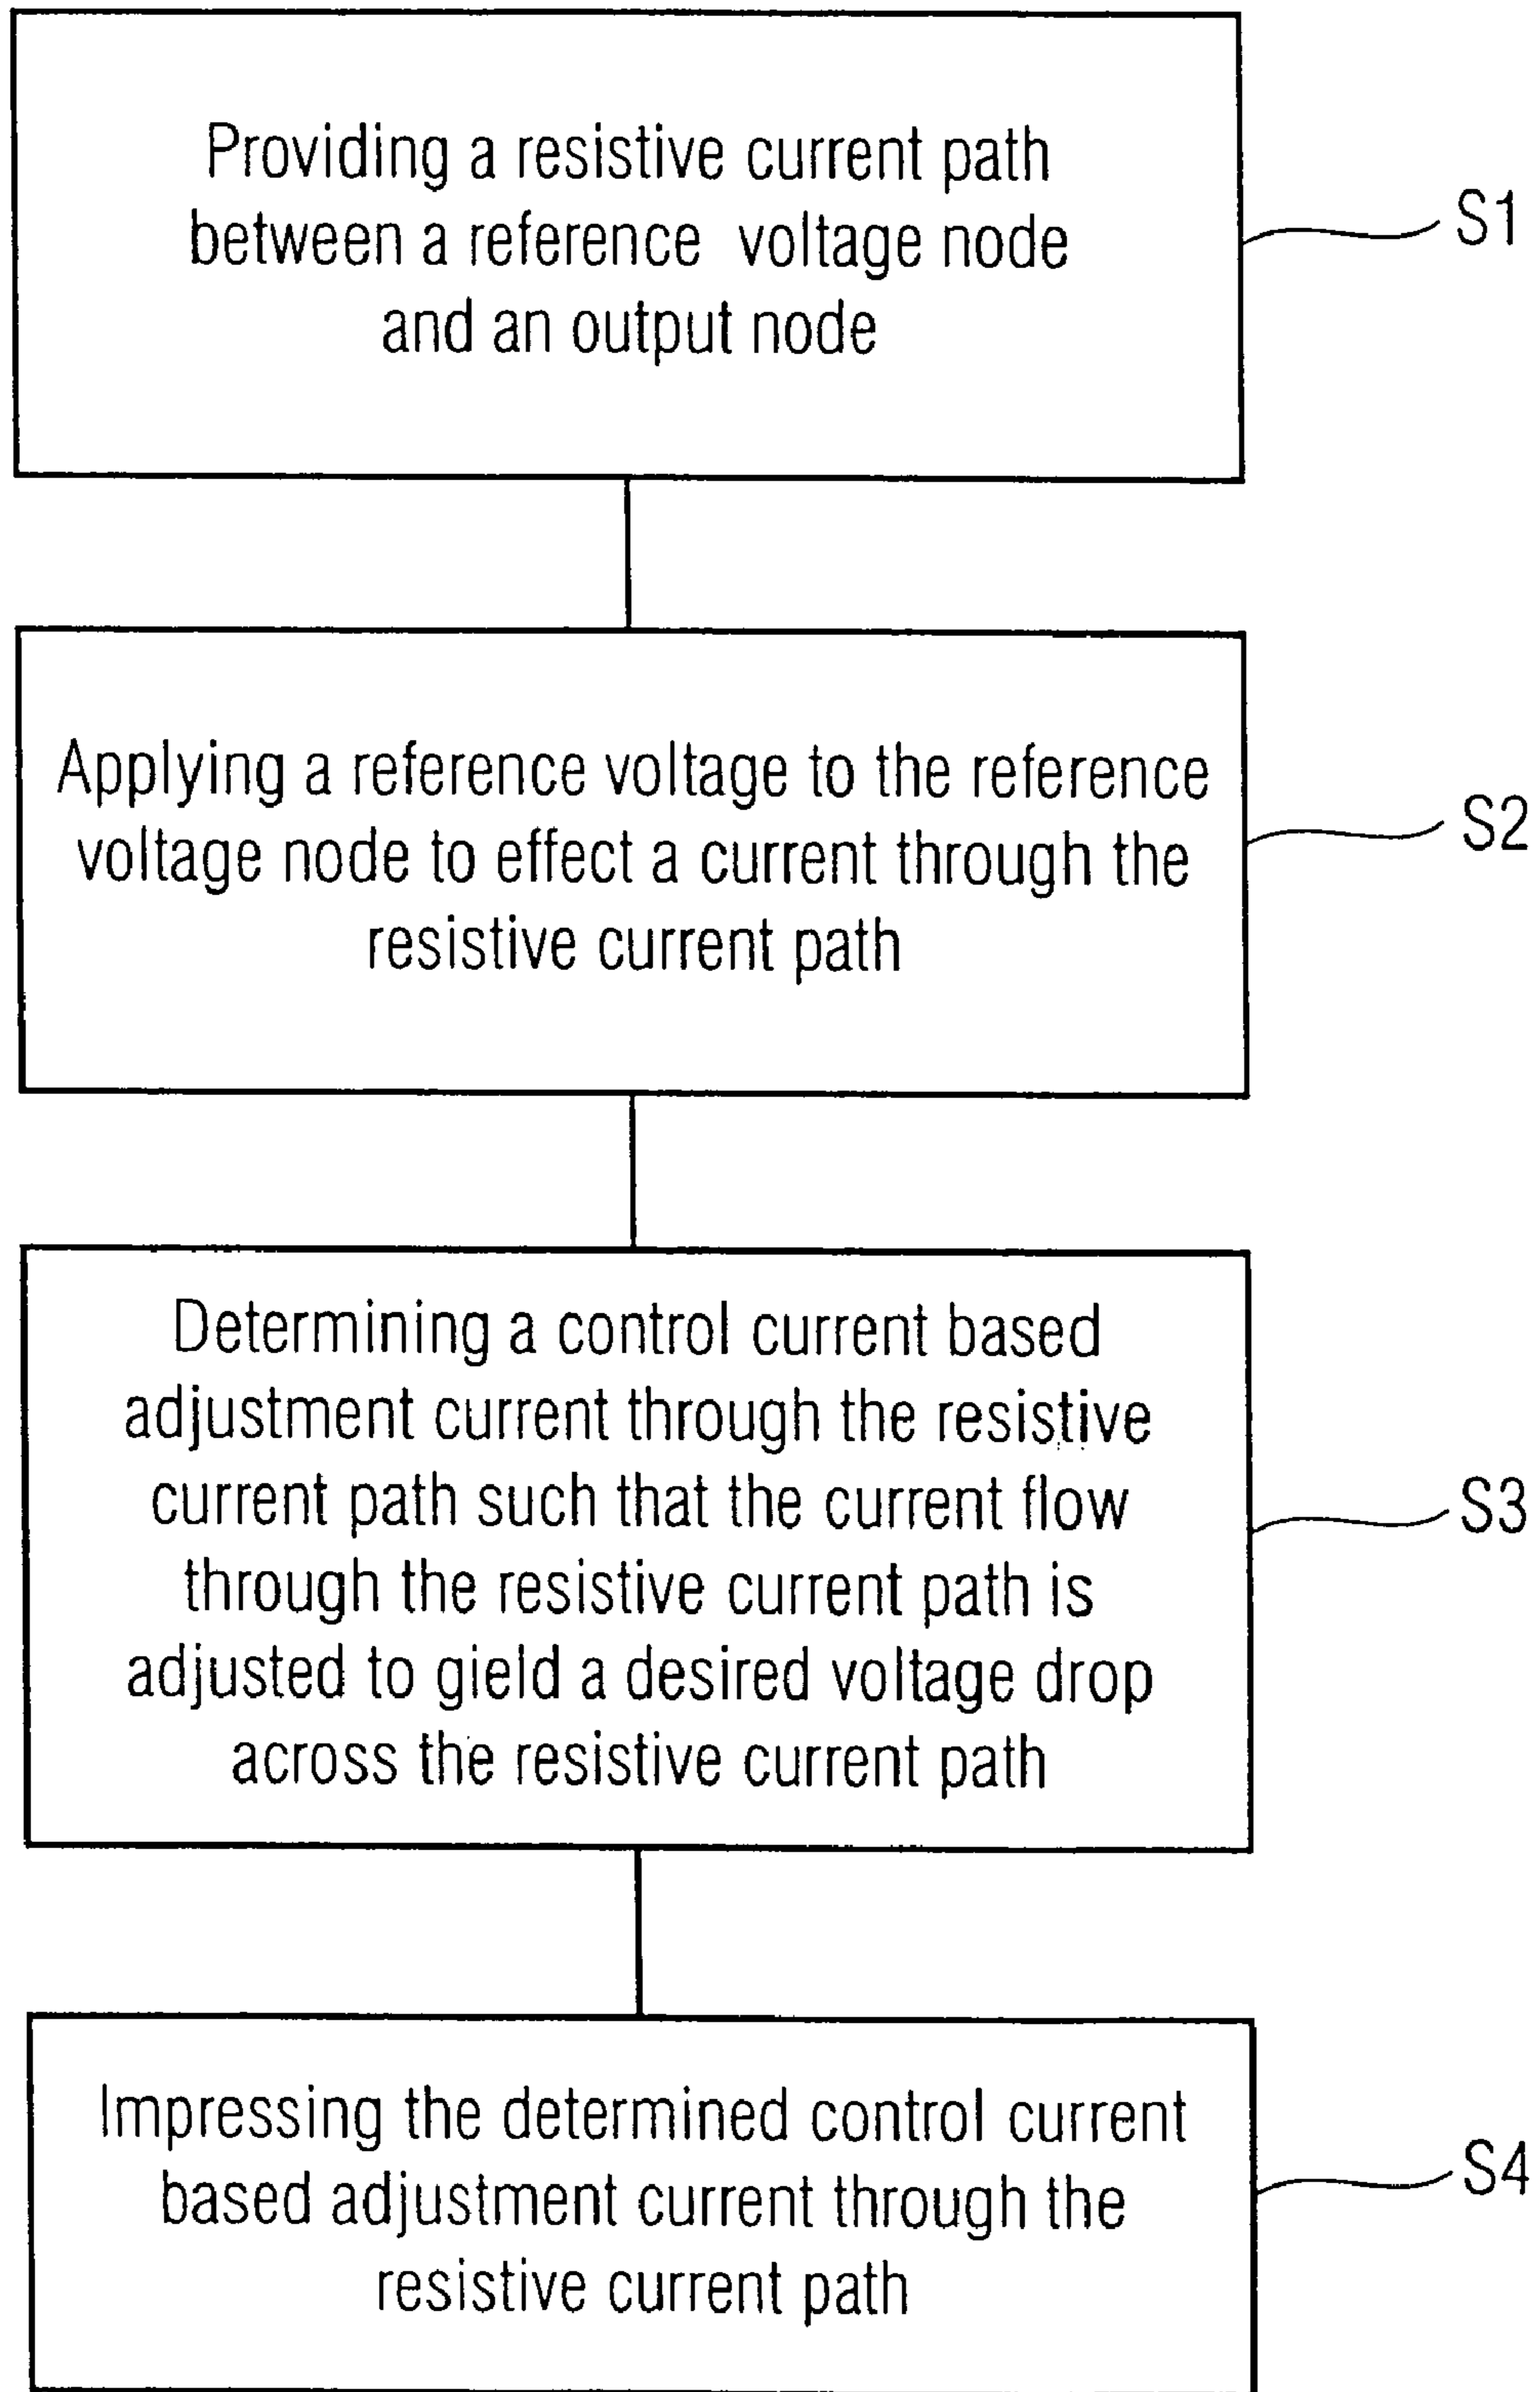 Providing a resistive current path
between a reference voltage node
and an output node
S1
Applying a reference voltage to the reference
voltage node to effect a current through the
resistive current path
S2
Determining a control current based
adjustment current through the resistive
current path such that the current flow
through the resistive current path is
adjusted to gield a desired voltage drop
across the resistive current path
S3
Impressing the determined control current
based adjustment current through the
resistive current path
S4